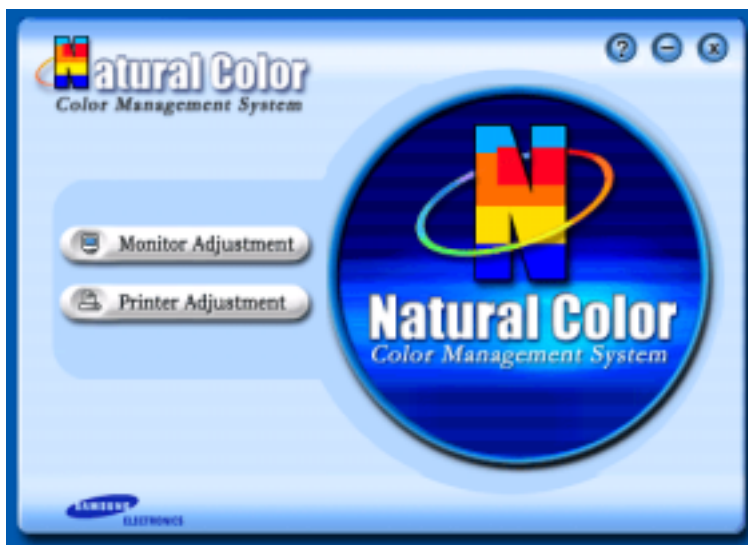 Natural Color
Color Management System
? − x
Monitor Adjustment
Printer Adjustment
N
Natural Color
Color Management System
SAMSUNG
ELECTRONICS